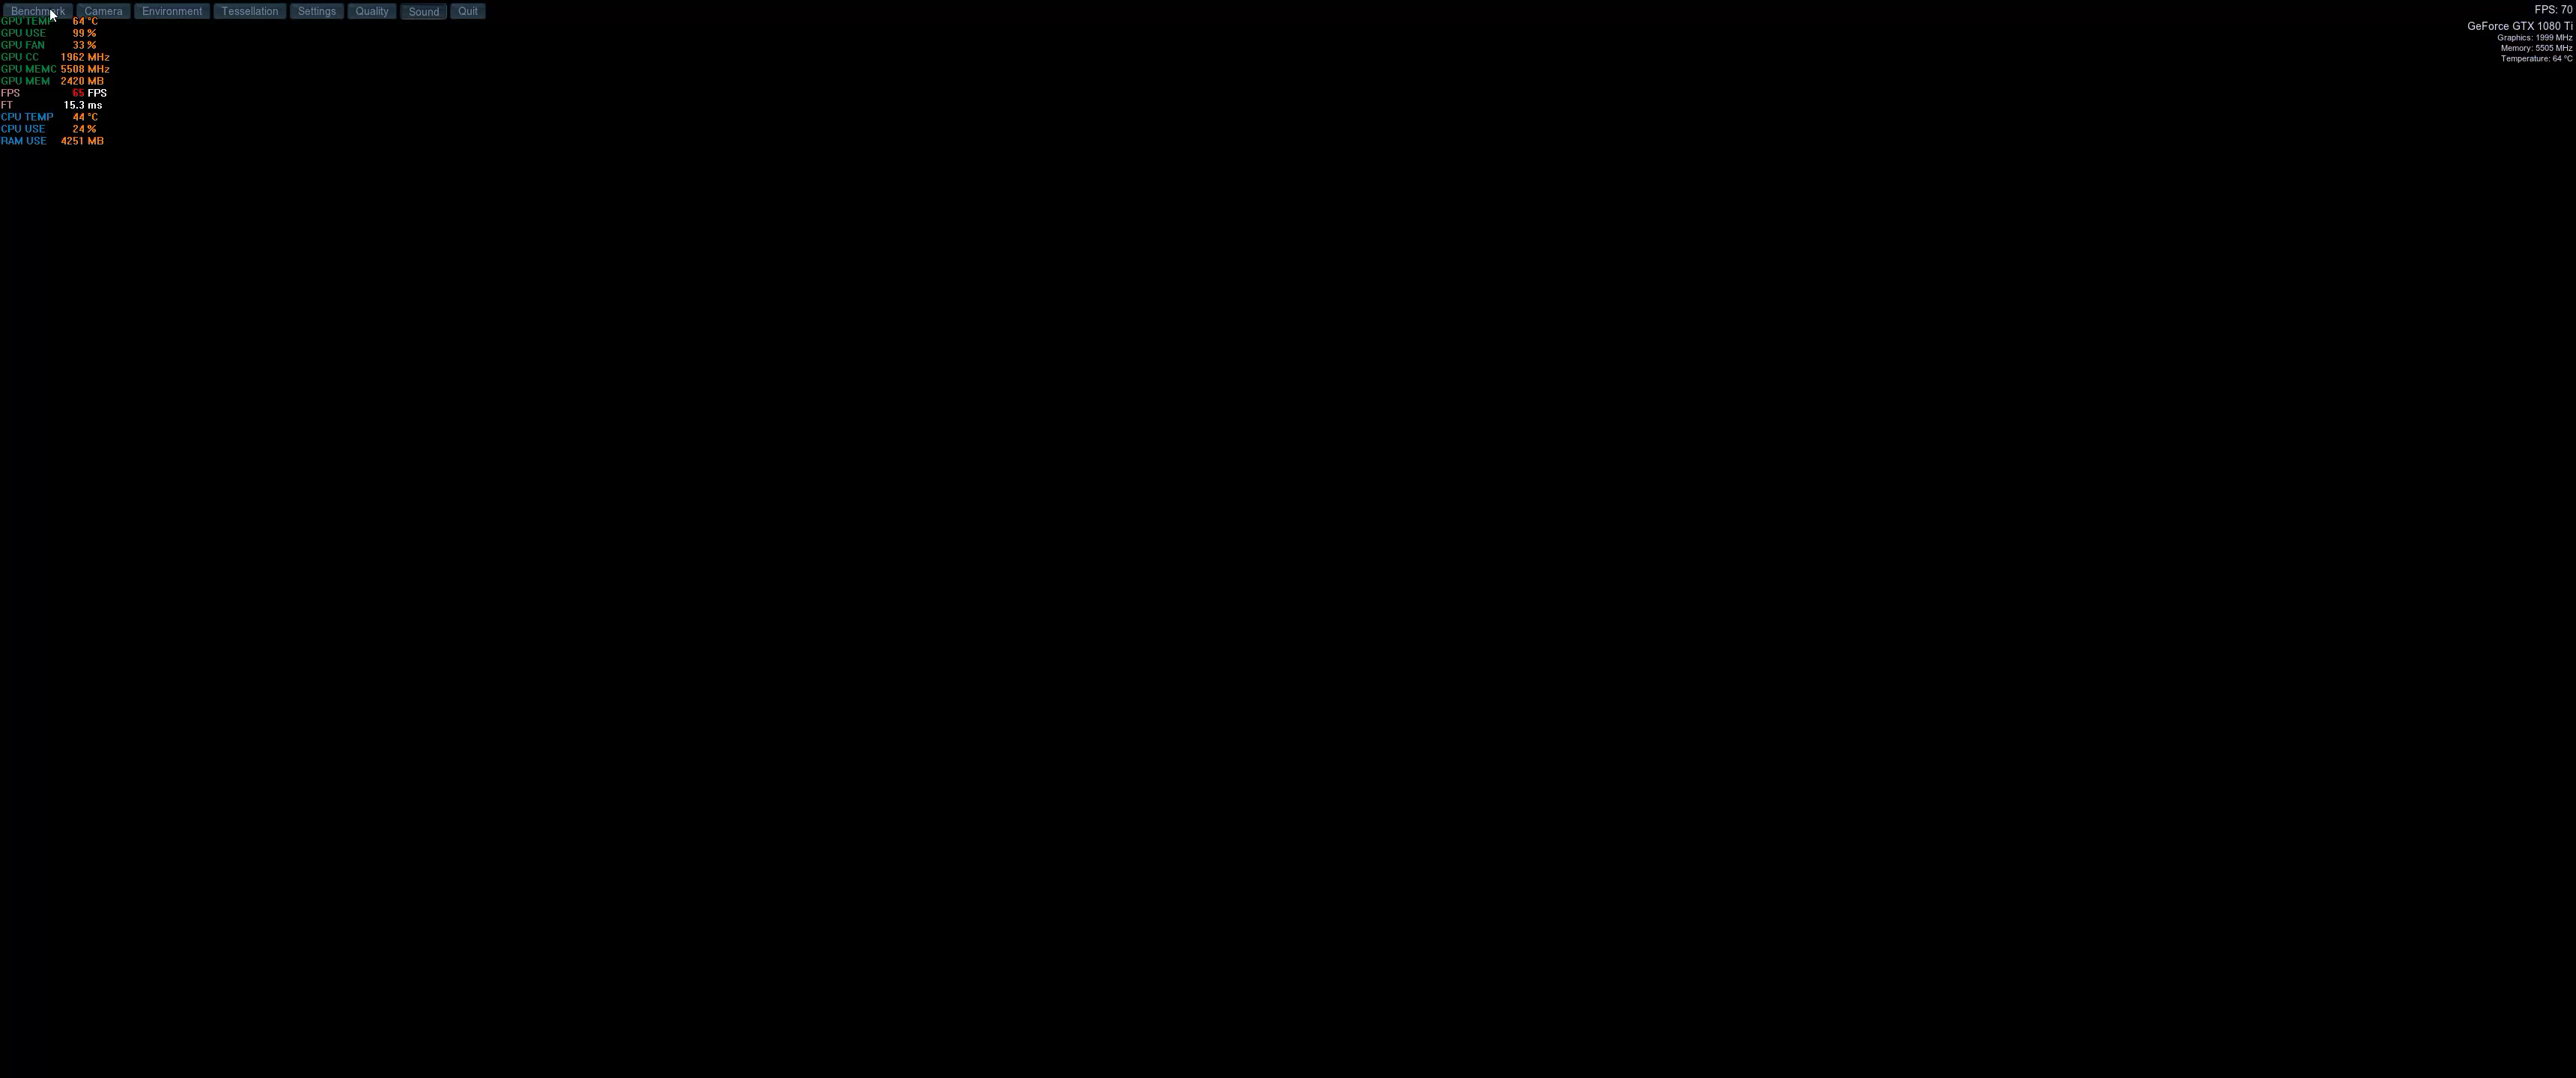 Benchmark Camera Environment Tessellation Settings Quality Sound Quit
FPS: 70
GeForce GTX 1080 Ti
Graphics: 1999 MHz
Memory: 5505 MHz
Temperature: 64 °C
GPU TEMP 64 °C
GPU USE 99 %
GPU FAN 33 %
GPU CC 1962 MHz
GPU MEMC 5508 MHz
GPU MEM 2420 MB
FPS 65 FPS
FT 15.3 ms
CPU TEMP 44 °C
CPU USE 24 %
RAM USE 4251 MB